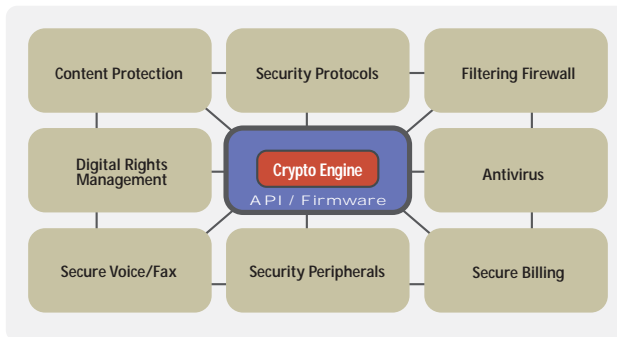 Content Protection
Security Protocols
Filtering Firewall
Digital Rights
Management
Crypto Engine
API / Firmware
Antivirus
Secure Voice/Fax
Security Peripherals
Secure Billing